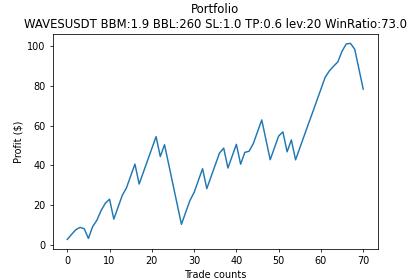 Portfolio
WAVESUSDT BBM:1.9 BBL:260 SL:1.0 TP:0.6 lev:20 WinRatio:73.0
Profit ($)
100
80
60
40
20
0
0 10 20 30 40 50 60 70
Trade counts